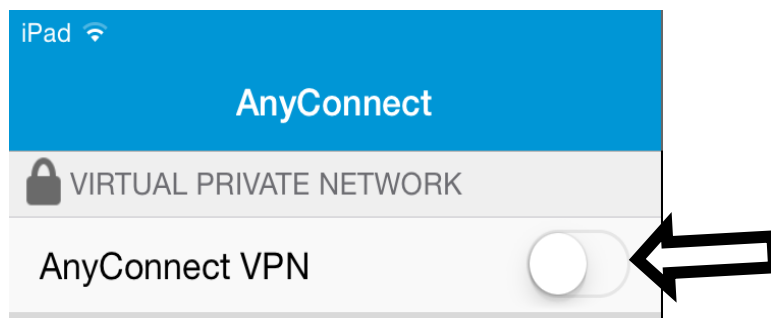 iPad
AnyConnect
VIRTUAL PRIVATE NETWORK
AnyConnect VPN